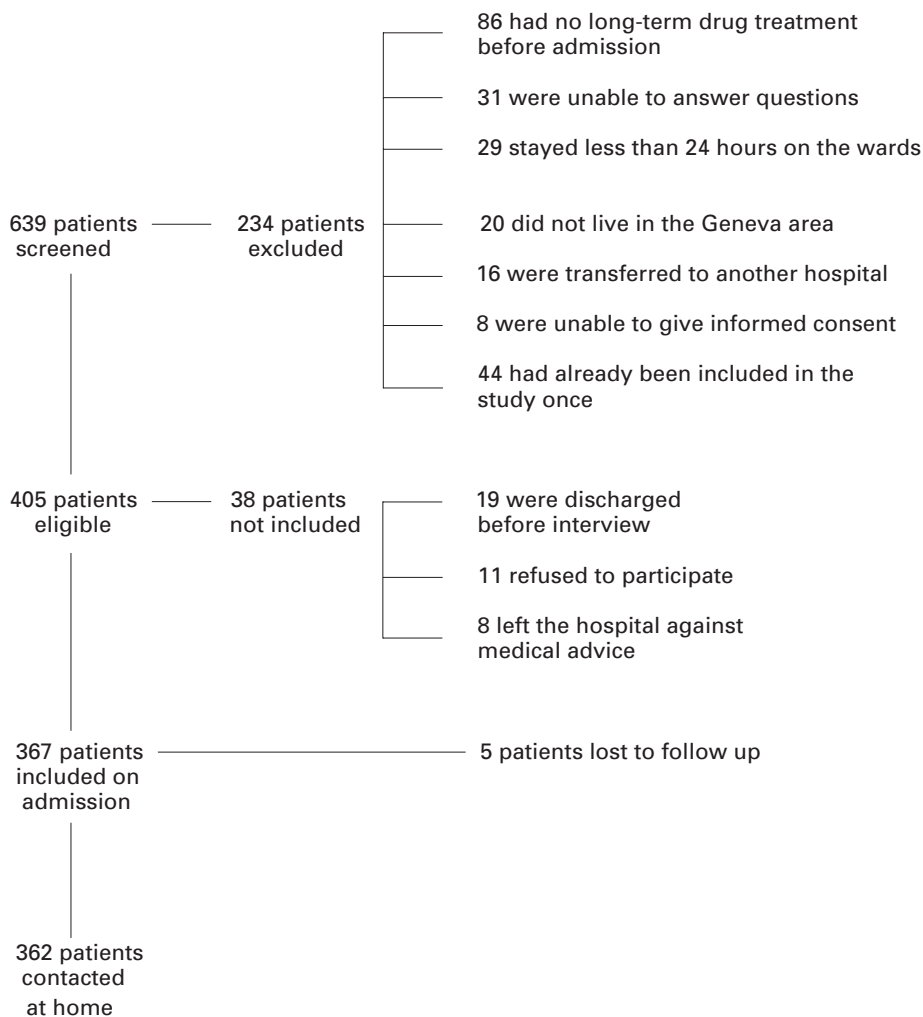 86 had no long-term drug treatment
before admission
31 were unable to answer questions
29 stayed less than 24 hours on the wards
639 patients
screened
234 patients
excluded
20 did not live in the Geneva area
16 were transferred to another hospital
8 were unable to give informed consent
44 had already been included in the
study once
405 patients
eligible
38 patients
not included
19 were discharged
before interview
11 refused to participate
8 left the hospital against
medical advice
367 patients
included on
admission
5 patients lost to follow up
362 patients
contacted
at home